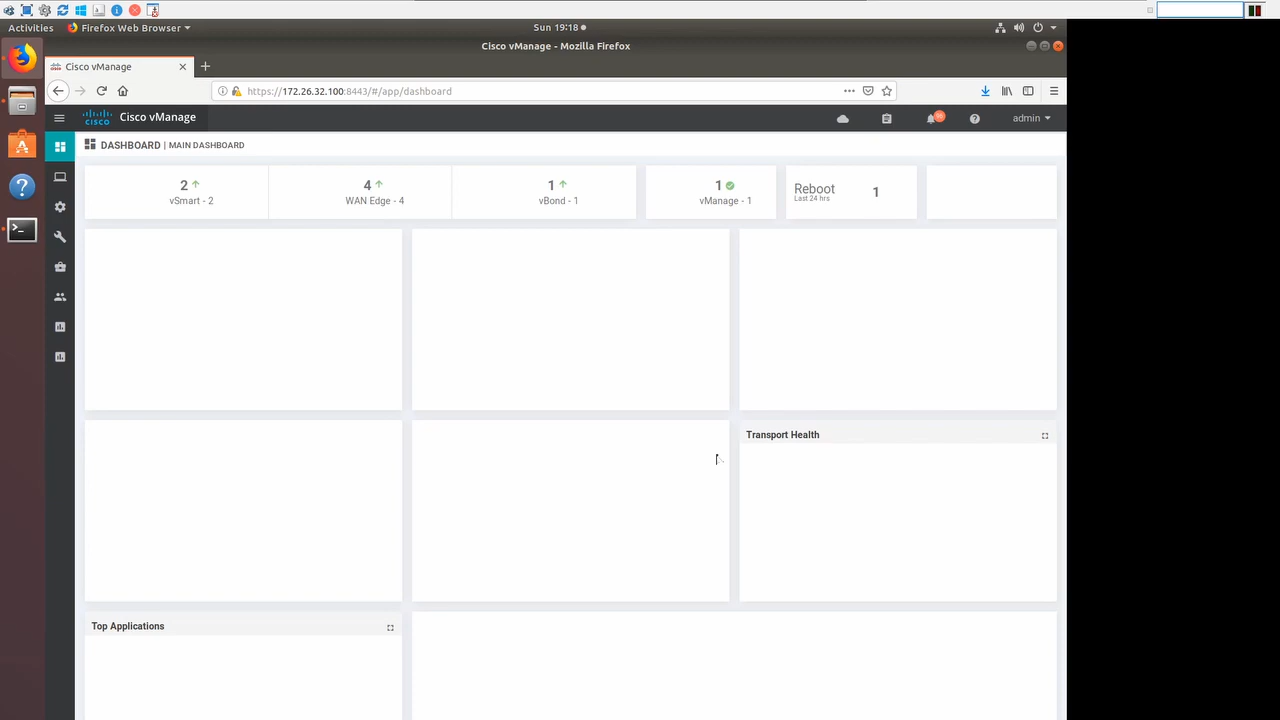 Activities
Firefox Web Browser
Sun 19:18
Cisco vManage - Mozilla Firefox
Cisco vManage
https://172.26.32.100:8443/#/app/dashboard
cisco
Cisco vManage
admin
DASHBOARD | MAIN DASHBOARD
2
vSmart - 2
4
WAN Edge - 4
1
vBond - 1
1
vManage - 1
Reboot
Last 24 hrs
1
Transport Health
Top Applications